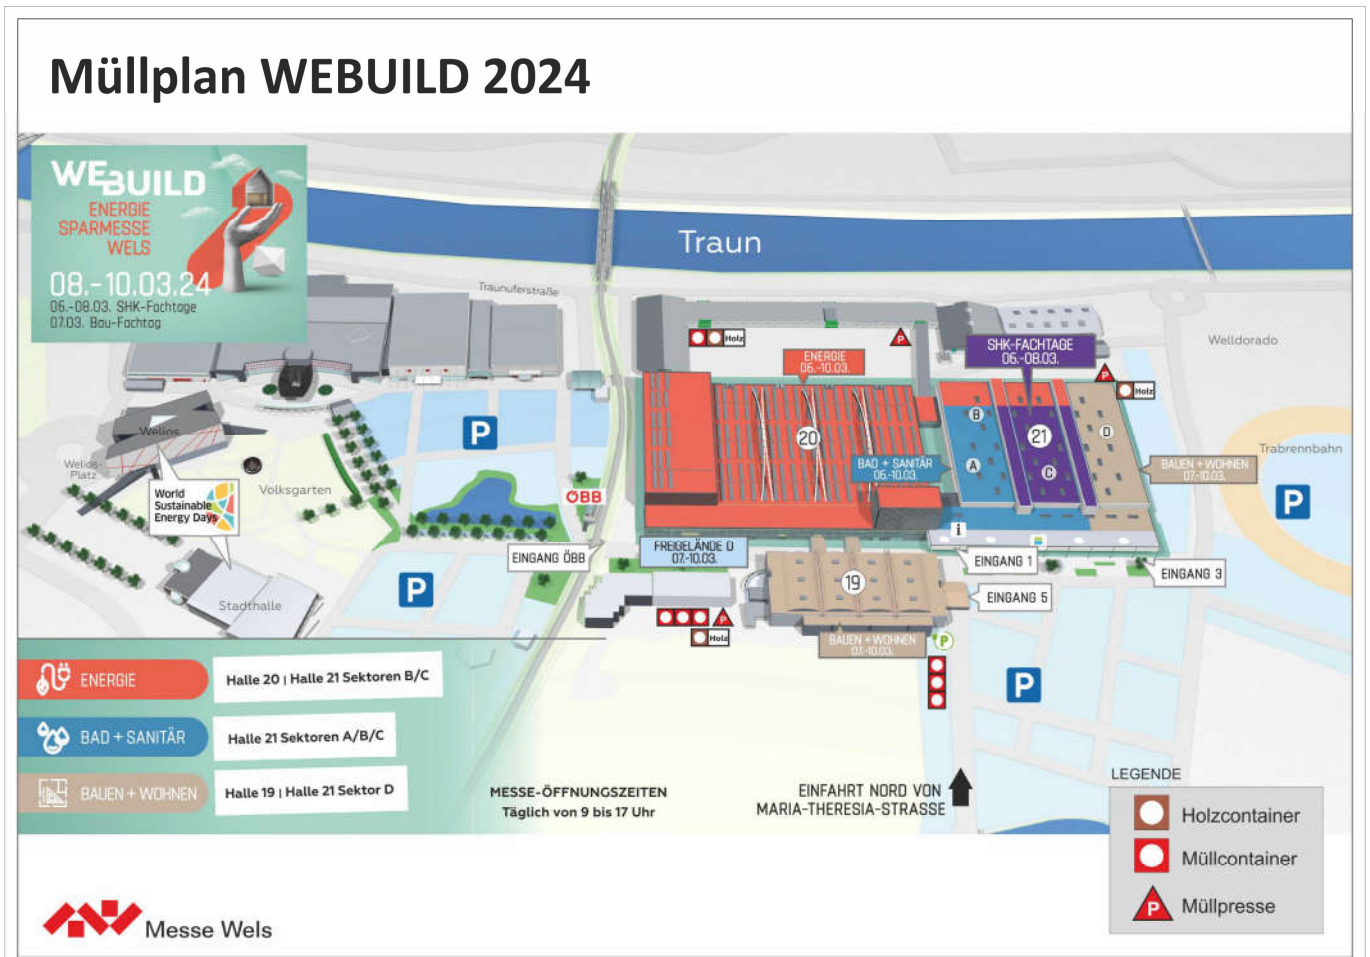 Müllplan WEBUILD 2024
WEBUILD
ENERGIE
SPARMESSE
WELS
08.-10.03.24
06.-08.03. SHK-Fachtage
07.03. Bau-Fachtag
Traun
Traunuferstraße
Welldorado
Holz
P
SHK-FACHTAGE
06.-08.03.
ENERGIE
06.-10.03.
P
Holz
B
20
21
D
Trabrennbahn
P
Welios
Welios-
Platz
Volksgarten
World
Sustainable
Energy Days
ÖBB
BAD + SANITÄR
06.-10.03.
A
C
BAUEN + WOHNEN
07.-10.03.
P
i
EINGANG ÖBB
FREIGELÄNDE D
07.-10.03.
EINGANG 1
EINGANG 3
P
19
EINGANG 5
Stadthalle
P
Holz
BAUEN + WOHNEN
07.-10.03.
P
P
ENERGIE
Halle 20 | Halle 21 Sektoren B/C
BAD + SANITÄR
Halle 21 Sektoren A/B/C
BAUEN + WOHNEN
Halle 19 | Halle 21 Sektor D
MESSE-ÖFFNUNGSZEITEN
Täglich von 9 bis 17 Uhr
EINFAHRT NORD VON
MARIA-THERESIA-STRASSE
LEGENDE
Holzcontainer
Müllcontainer
P Müllpresse
Messe Wels